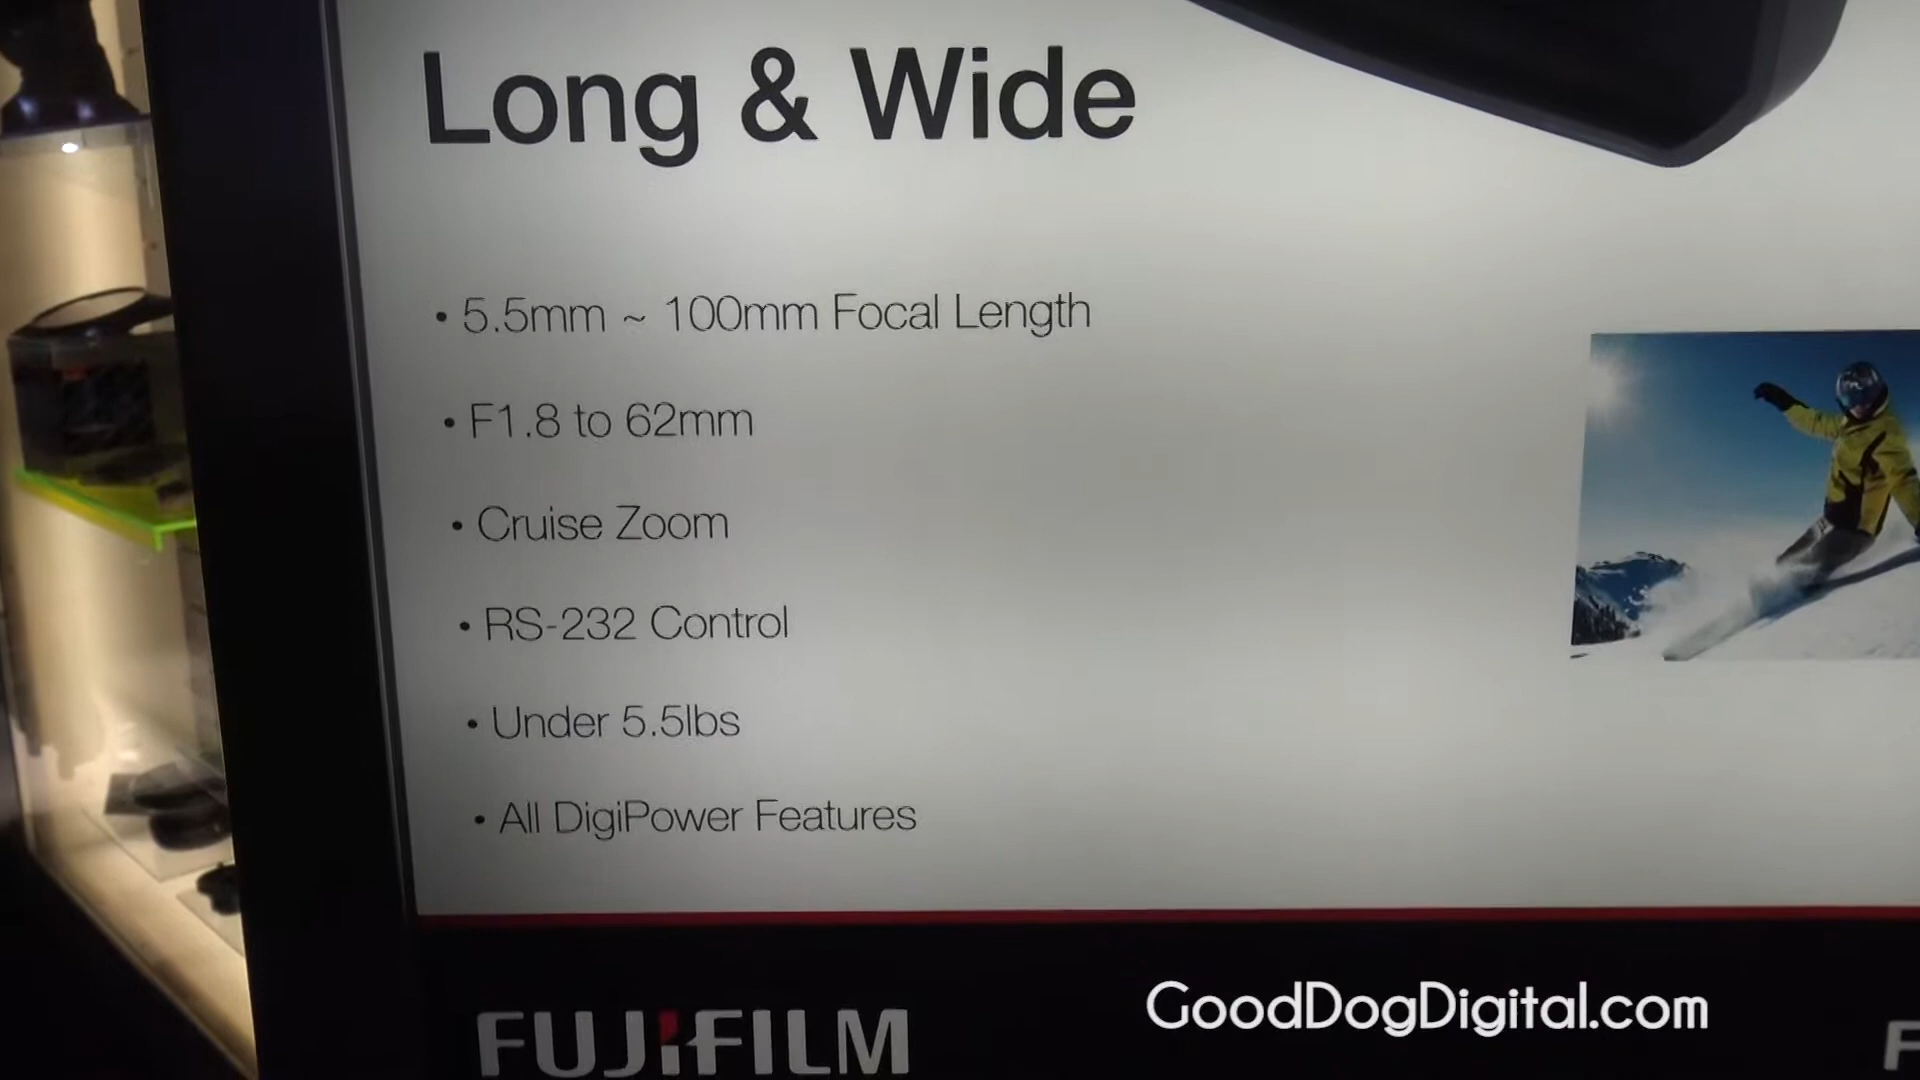 Long & Wide
• 5.5mm ~ 100mm Focal Length
• F1.8 to 62mm
• Cruise Zoom
• RS-232 Control
• Under 5.5lbs
• All DigiPower Features
FUJIFILM
GoodDogDigital.com